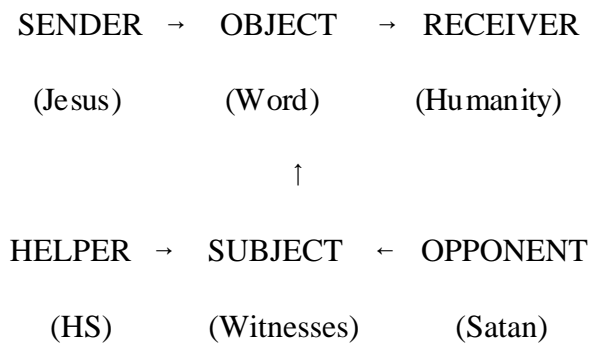 SENDER → OBJECT → RECEIVER
(Jesus) (Word) (Humanity)
↑
HELPER → SUBJECT ← OPPONENT
(HS) (Witnesses) (Satan)